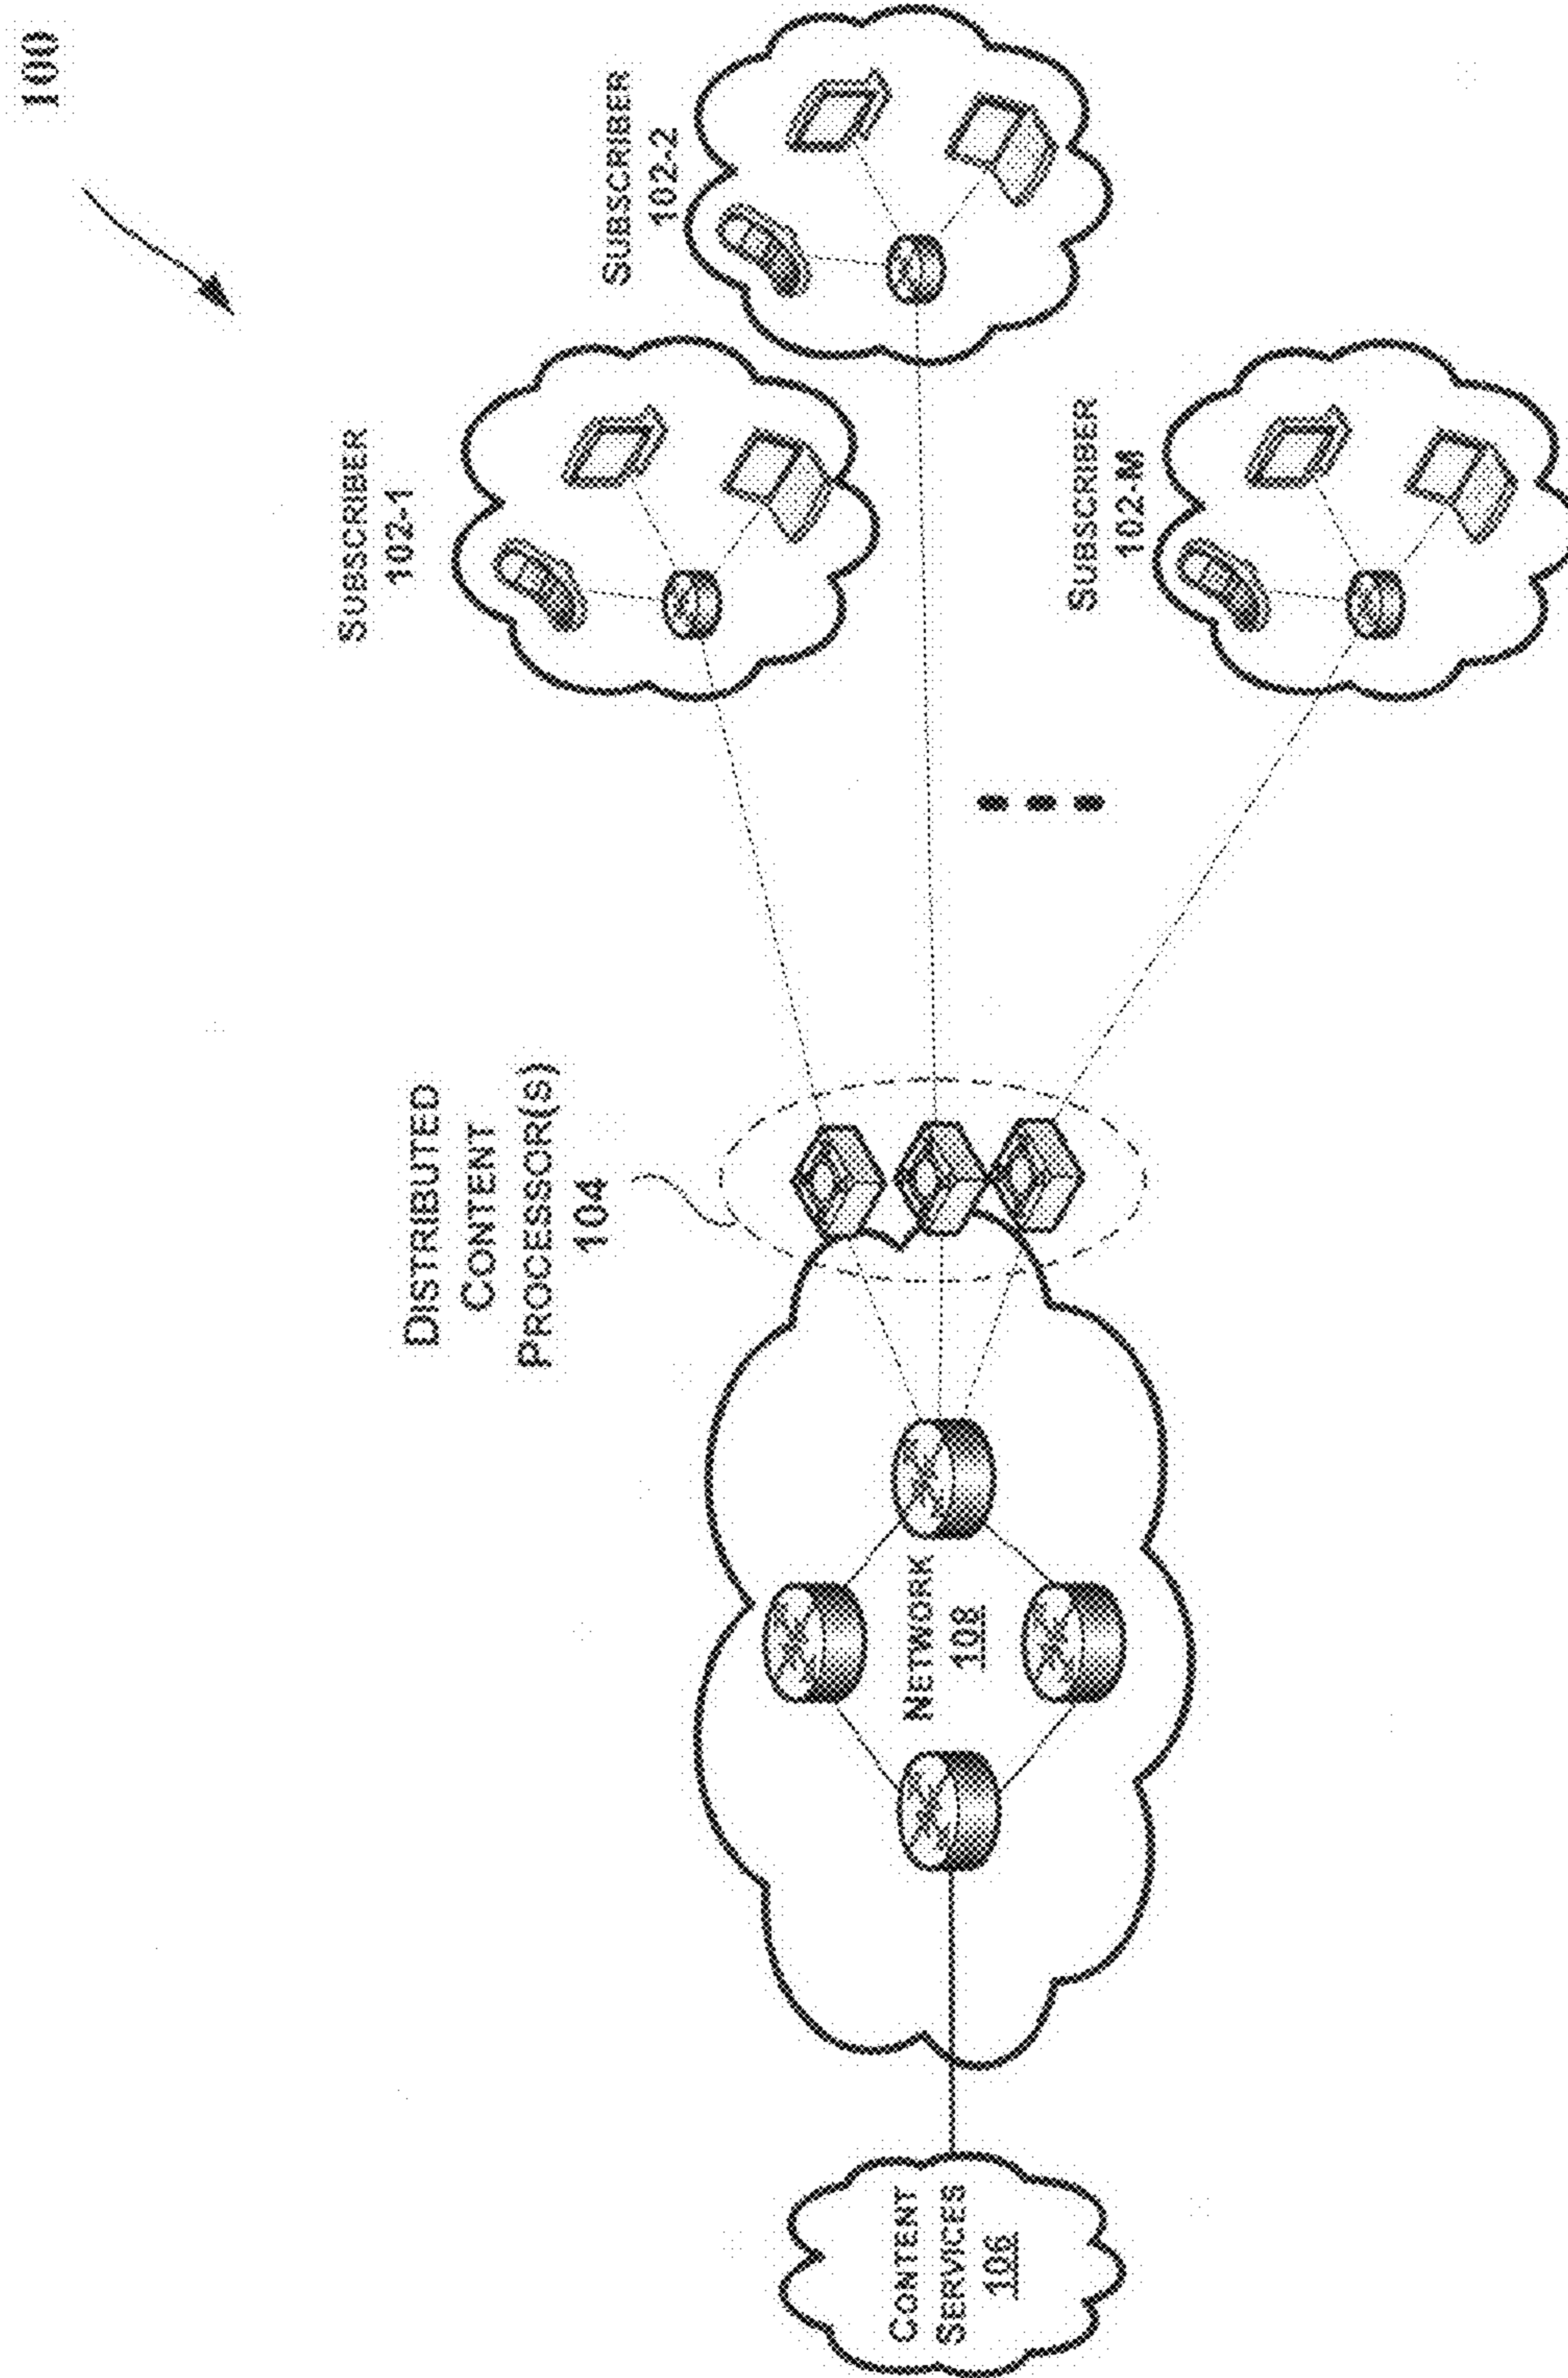 100
SUBSCRIBER
102-1
SUBSCRIBER
102-2
SUBSCRIBER
102-M
DISTRIBUTED
CONTENT
PROCESSOR(S)
104
NETWORK
108
CONTENT
SERVICES
106